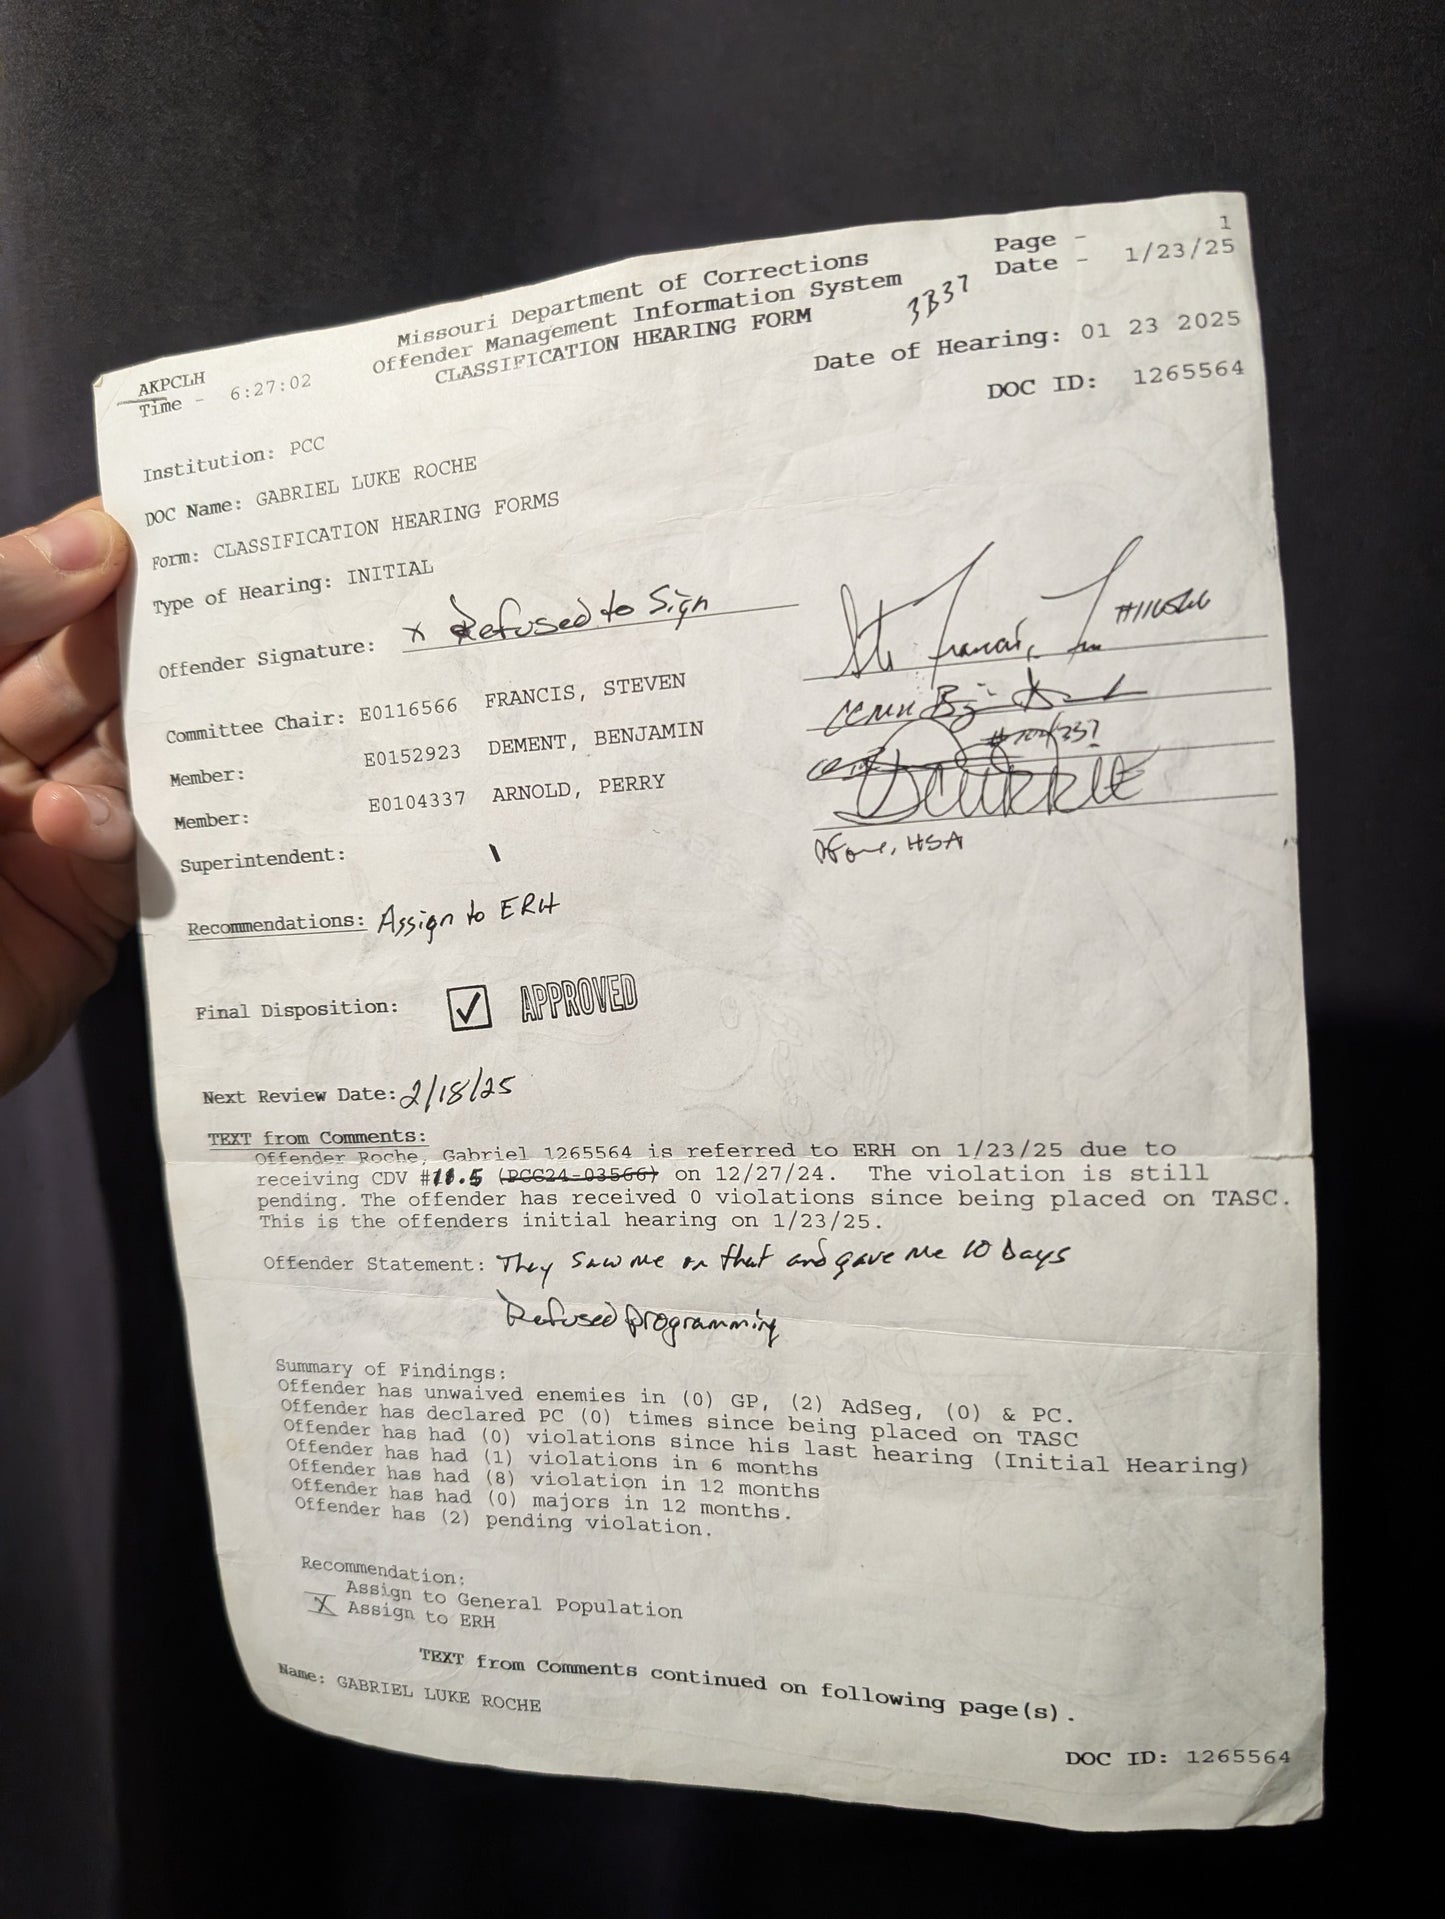 Page - 1
Missouri Department of Corrections
Date - 1/23/25
Offender Management Information System
AKPCLH
CLASSIFICATION HEARING FORM
3B37
Time - 6:27:02
Date of Hearing: 01 23 2025
DOC ID: 1265564
Institution: PCC
DOC Name: GABRIEL LUKE ROCHE
Form: CLASSIFICATION HEARING FORMS
Type of Hearing: INITIAL
Offender Signature: x Refused to Sign
#116566
Committee Chair: E0116566 FRANCIS, STEVEN
Member: E0152923 DEMENT, BENJAMIN
Member: E0104337 ARNOLD, PERRY
Superintendent:
HSA
Recommendations: Assign to ERH
Final Disposition: ✓ APPROVED
Next Review Date: 2/18/25
TEXT from Comments:
Offender Roche, Gabriel 1265564 is referred to ERH on 1/23/25 due to
receiving CDV #11.5 (PCC24-03566) on 12/27/24. The violation is still
pending. The offender has received 0 violations since being placed on TASC.
This is the offenders initial hearing on 1/23/25.
Offender Statement: They saw me on that and gave me 10 Days
Refused programming
Summary of Findings:
Offender has unwaived enemies in (0) GP, (2) AdSeg, (0) & PC.
Offender has declared PC (0) times since being placed on TASC
Offender has had (0) violations since his last hearing (Initial Hearing)
Offender has had (1) violations in 6 months
Offender has had (8) violation in 12 months
Offender has had (0) majors in 12 months.
Offender has (2) pending violation.
Recommendation:
Assign to General Population
X Assign to ERH
TEXT from Comments continued on following page(s).
Name: GABRIEL LUKE ROCHE
DOC ID: 1265564